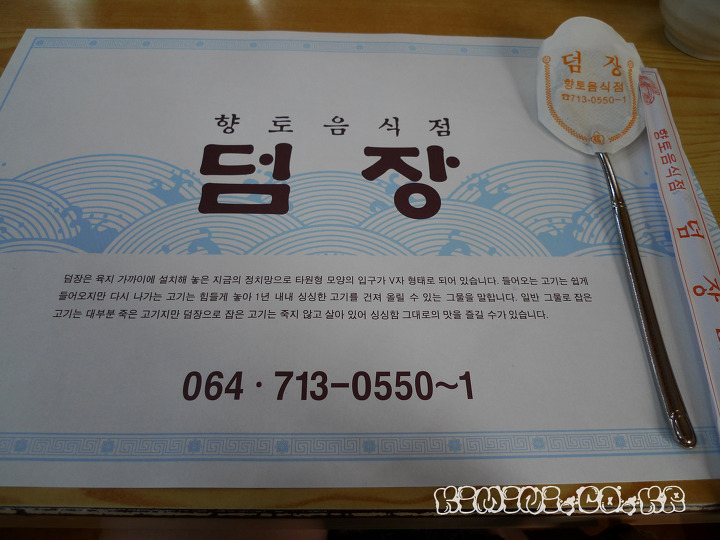 향토음식점
덤 장
덤장은 육지 가까이에 설치해 놓은 지금의 정치망으로 타원형 모양의 입구가 V자 형태로 되어 있습니다. 들어오는 고기는 쉽게
들어오지만 다시 나가는 고기는 힘들게 놓아 1년 내내 싱싱한 고기를 건져 올릴 수 있는 그물을 말합니다. 일반 그물로 잡은
고기는 대부분 죽은 고기지만 덤장으로 잡은 고기는 죽지 않고 살아 있어 싱싱함 그대로의 맛을 즐길 수가 있습니다.
064 · 713-0550~1
덤 장
향토음식점
☎713-0550~1
향토음식점 덤 장
KIMINI.CO.KR